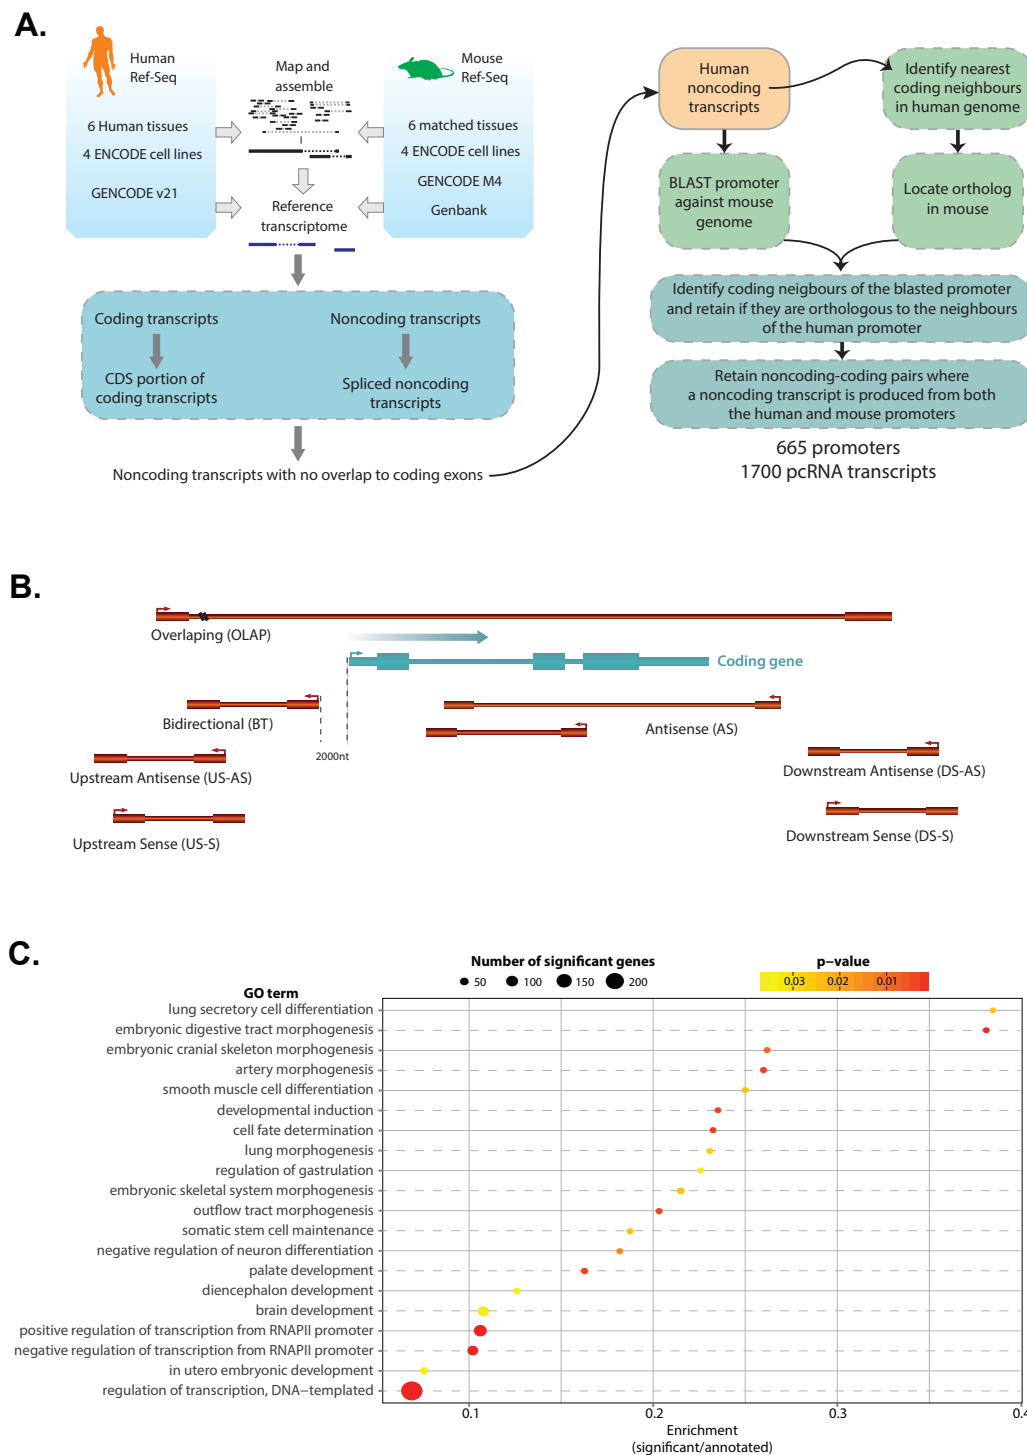 A.
Human
Ref-Seq
6 Human tissues
4 ENCODE cell lines
GENCODE v21
Map and
assemble
Reference
transcriptome
Mouse
Ref-Seq
6 matched tissues
4 ENCODE cell lines
GENCODE M4
Genbank
Coding transcripts
CDS portion of
coding transcripts
Noncoding transcripts
Spliced noncoding
transcripts
Noncoding transcripts with no overlap to coding exons
Human
noncoding
transcripts
Identify nearest
coding neighbours
in human genome
BLAST promoter
against mouse
genome
Locate ortholog
in mouse
Identify coding neigbours of the blasted promoter
and retain if they are orthologous to the neighbours
of the human promoter
Retain noncoding-coding pairs where
a noncoding transcript is produced from both
the human and mouse promoters
665 promoters
1700 pcRNA transcripts
B.
Overlaping (OLAP)
Coding gene
Bidirectional (BT)
2000nt
Antisense (AS)
Upstream Antisense (US-AS)
Downstream Antisense (DS-AS)
Upstream Sense (US-S)
Downstream Sense (DS-S)
C.
Number of significant genes
50 100 150 200
p−value
0.03 0.02 0.01
GO term
lung secretory cell differentiation
embryonic digestive tract morphogenesis
embryonic cranial skeleton morphogenesis
artery morphogenesis
smooth muscle cell differentiation
developmental induction
cell fate determination
lung morphogenesis
regulation of gastrulation
embryonic skeletal system morphogenesis
outflow tract morphogenesis
somatic stem cell maintenance
negative regulation of neuron differentiation
palate development
diencephalon development
brain development
positive regulation of transcription from RNAPII promoter
negative regulation of transcription from RNAPII promoter
in utero embryonic development
regulation of transcription, DNA−templated
0.1 0.2 0.3 0.4
Enrichment
(significant/annotated)